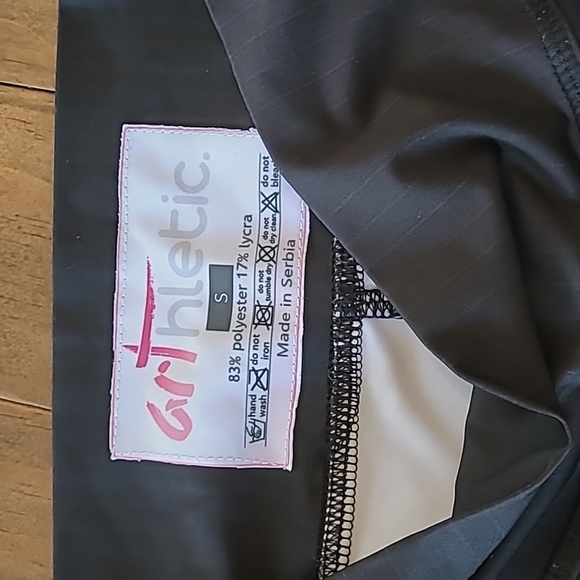 arthletic.
S
83% polyester 17% lycra
hand wash do not iron do not tumble dry do not dry clean do not
Made in Serbia